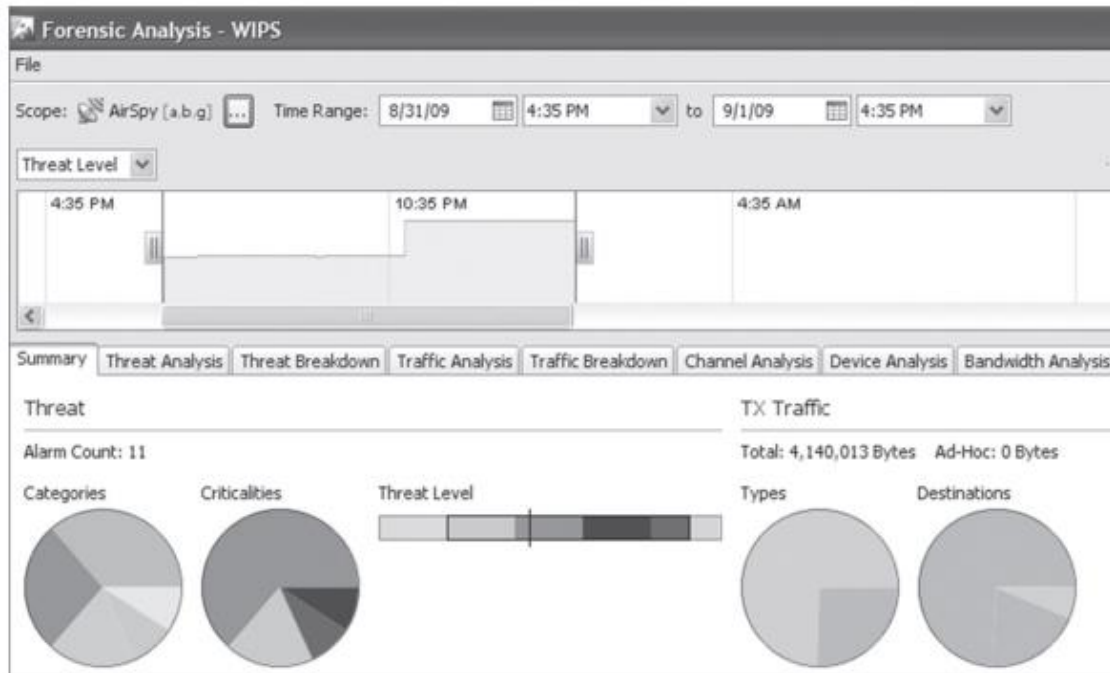 Forensic Analysis - WIPS
File
Scope: AirSpy [a.b.g] ... Time Range: 8/31/09 4:35 PM to 9/1/09 4:35 PM
Threat Level
4:35 PM 10:35 PM 4:35 AM
Summary Threat Analysis Threat Breakdown Traffic Analysis Traffic Breakdown Channel Analysis Device Analysis Bandwidth Analysis
Threat TX Traffic
Alarm Count: 11 Total: 4,140,013 Bytes Ad-Hoc: 0 Bytes
Categories Criticalities Threat Level Types Destinations